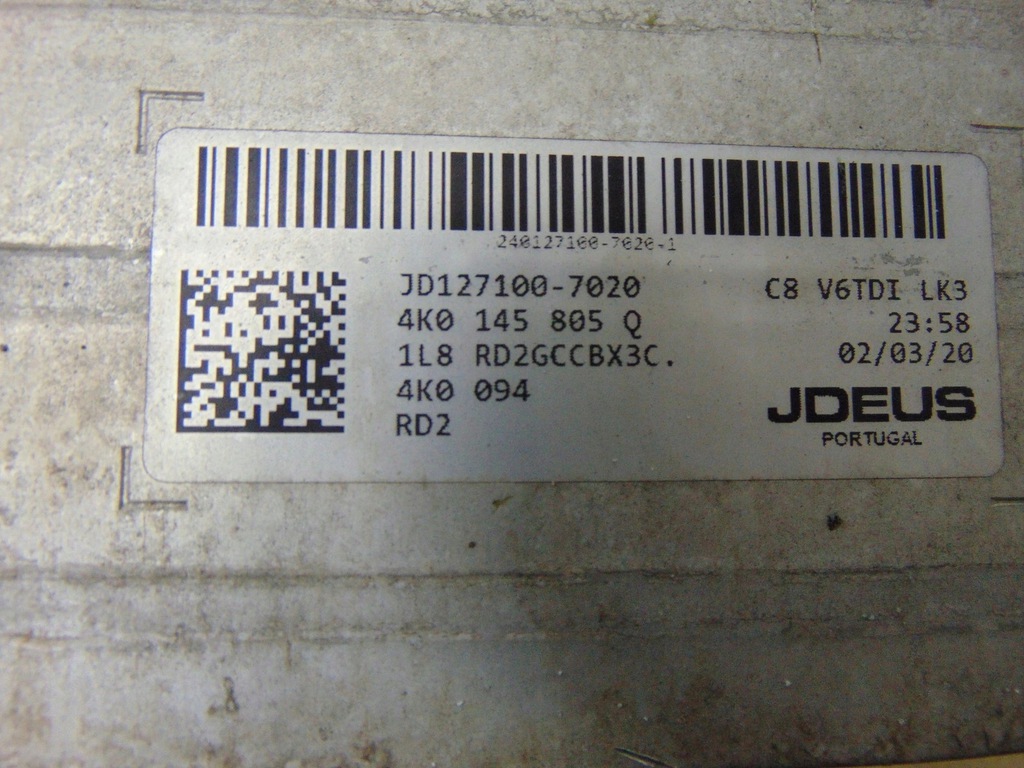 240127100-7020-1
JD127100-7020
4K0 145 805 Q
1L8 RD2GCCBX3C.
4K0 094
RD2
C8 V6TDI LK3
23:58
02/03/20
JDEUS
PORTUGAL